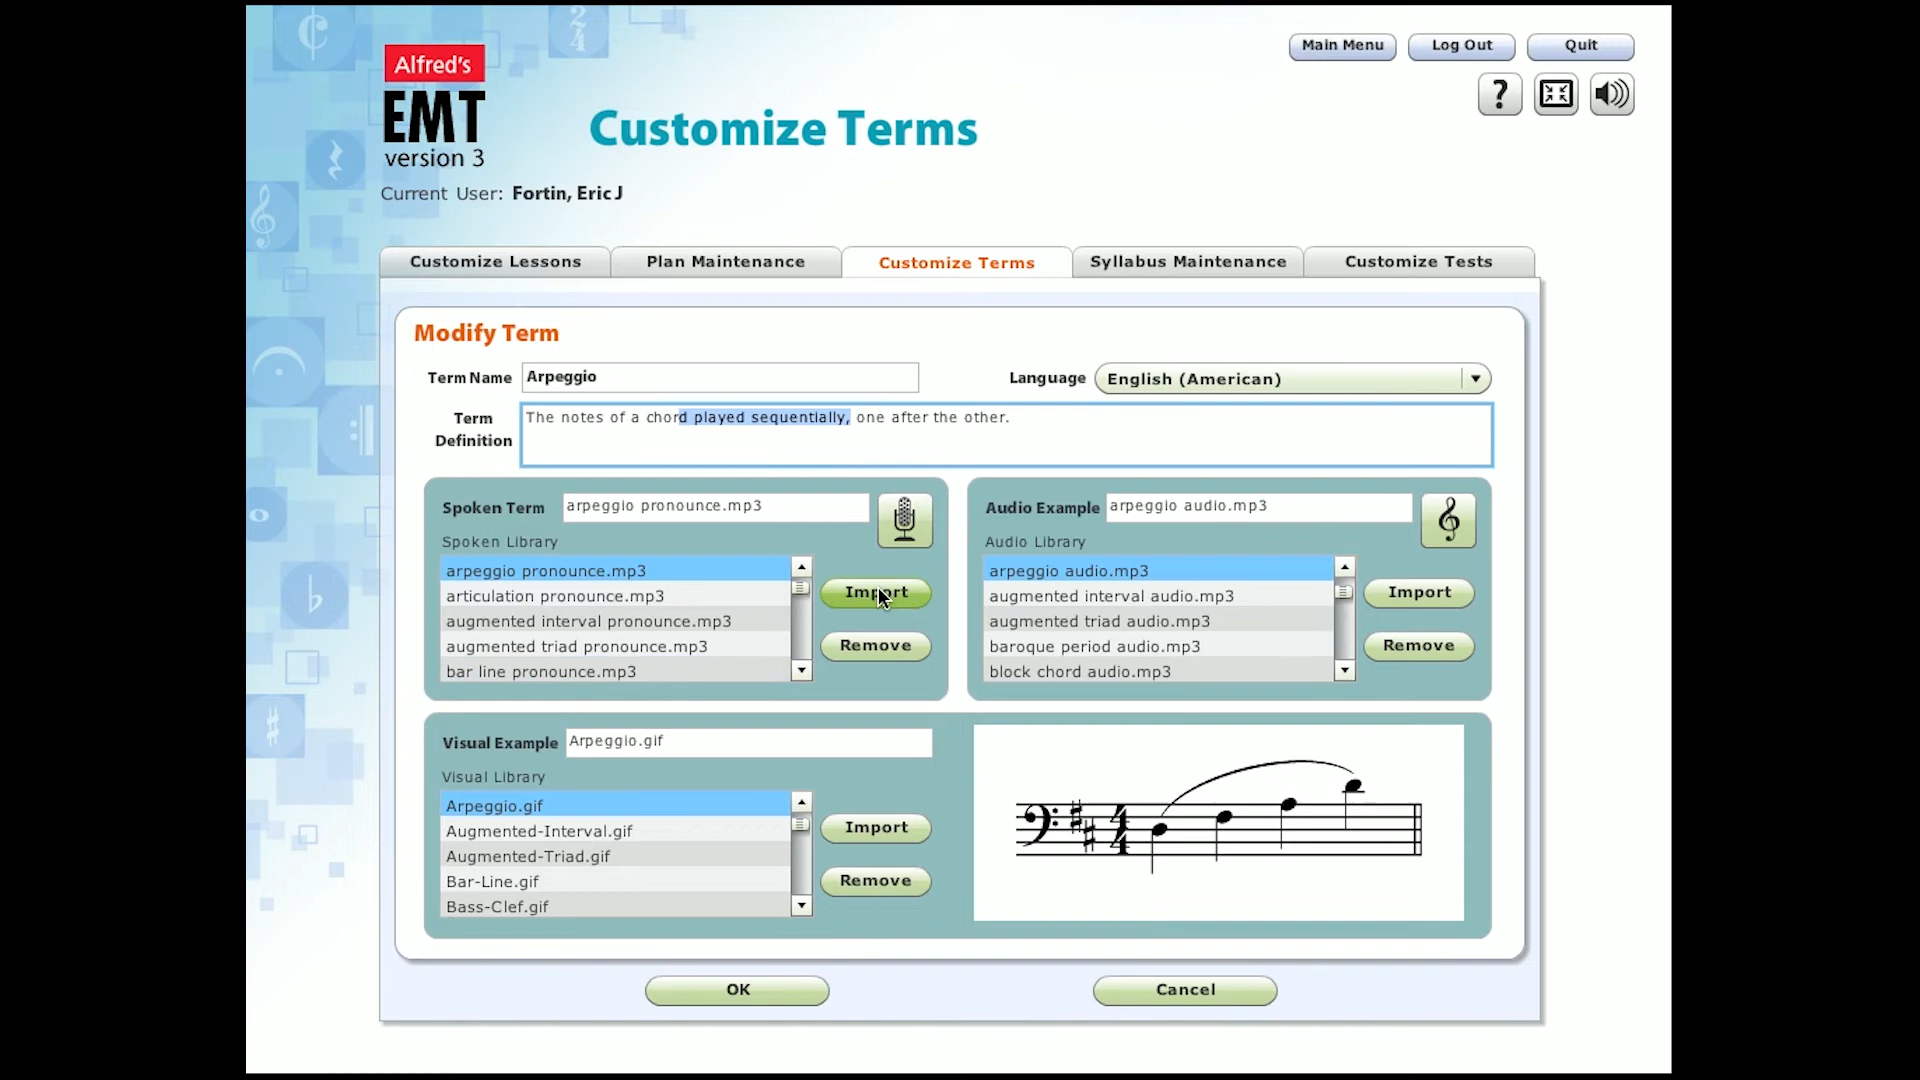 Main Menu
Log Out
Quit
Alfred's
EMT
version 3
?
Customize Terms
Current User: Fortin, Eric J
Customize Lessons
Plan Maintenance
Customize Terms
Syllabus Maintenance
Customize Tests
Modify Term
Term Name
Arpeggio
Language
English (American)
Term
Definition
The notes of a chord played sequentially, one after the other.
Spoken Term
arpeggio pronounce.mp3
Spoken Library
arpeggio pronounce.mp3
articulation pronounce.mp3
augmented interval pronounce.mp3
augmented triad pronounce.mp3
bar line pronounce.mp3
Import
Remove
Audio Example
arpeggio audio.mp3
Audio Library
arpeggio audio.mp3
augmented interval audio.mp3
augmented triad audio.mp3
baroque period audio.mp3
block chord audio.mp3
Import
Remove
Visual Example
Arpeggio.gif
Visual Library
Arpeggio.gif
Augmented-Interval.gif
Augmented-Triad.gif
Bar-Line.gif
Bass-Clef.gif
Import
Remove
4
4
OK
Cancel